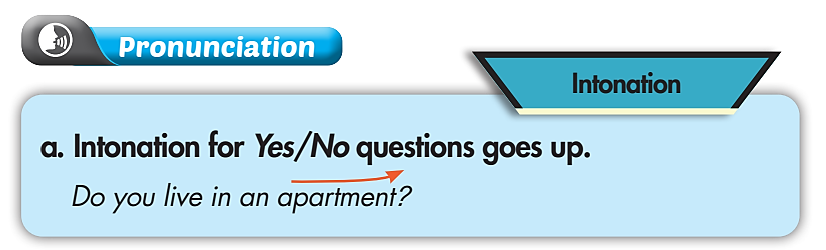 Pronunciation
Intonation
a. Intonation for Yes/No questions goes up.
Do you live in an apartment?